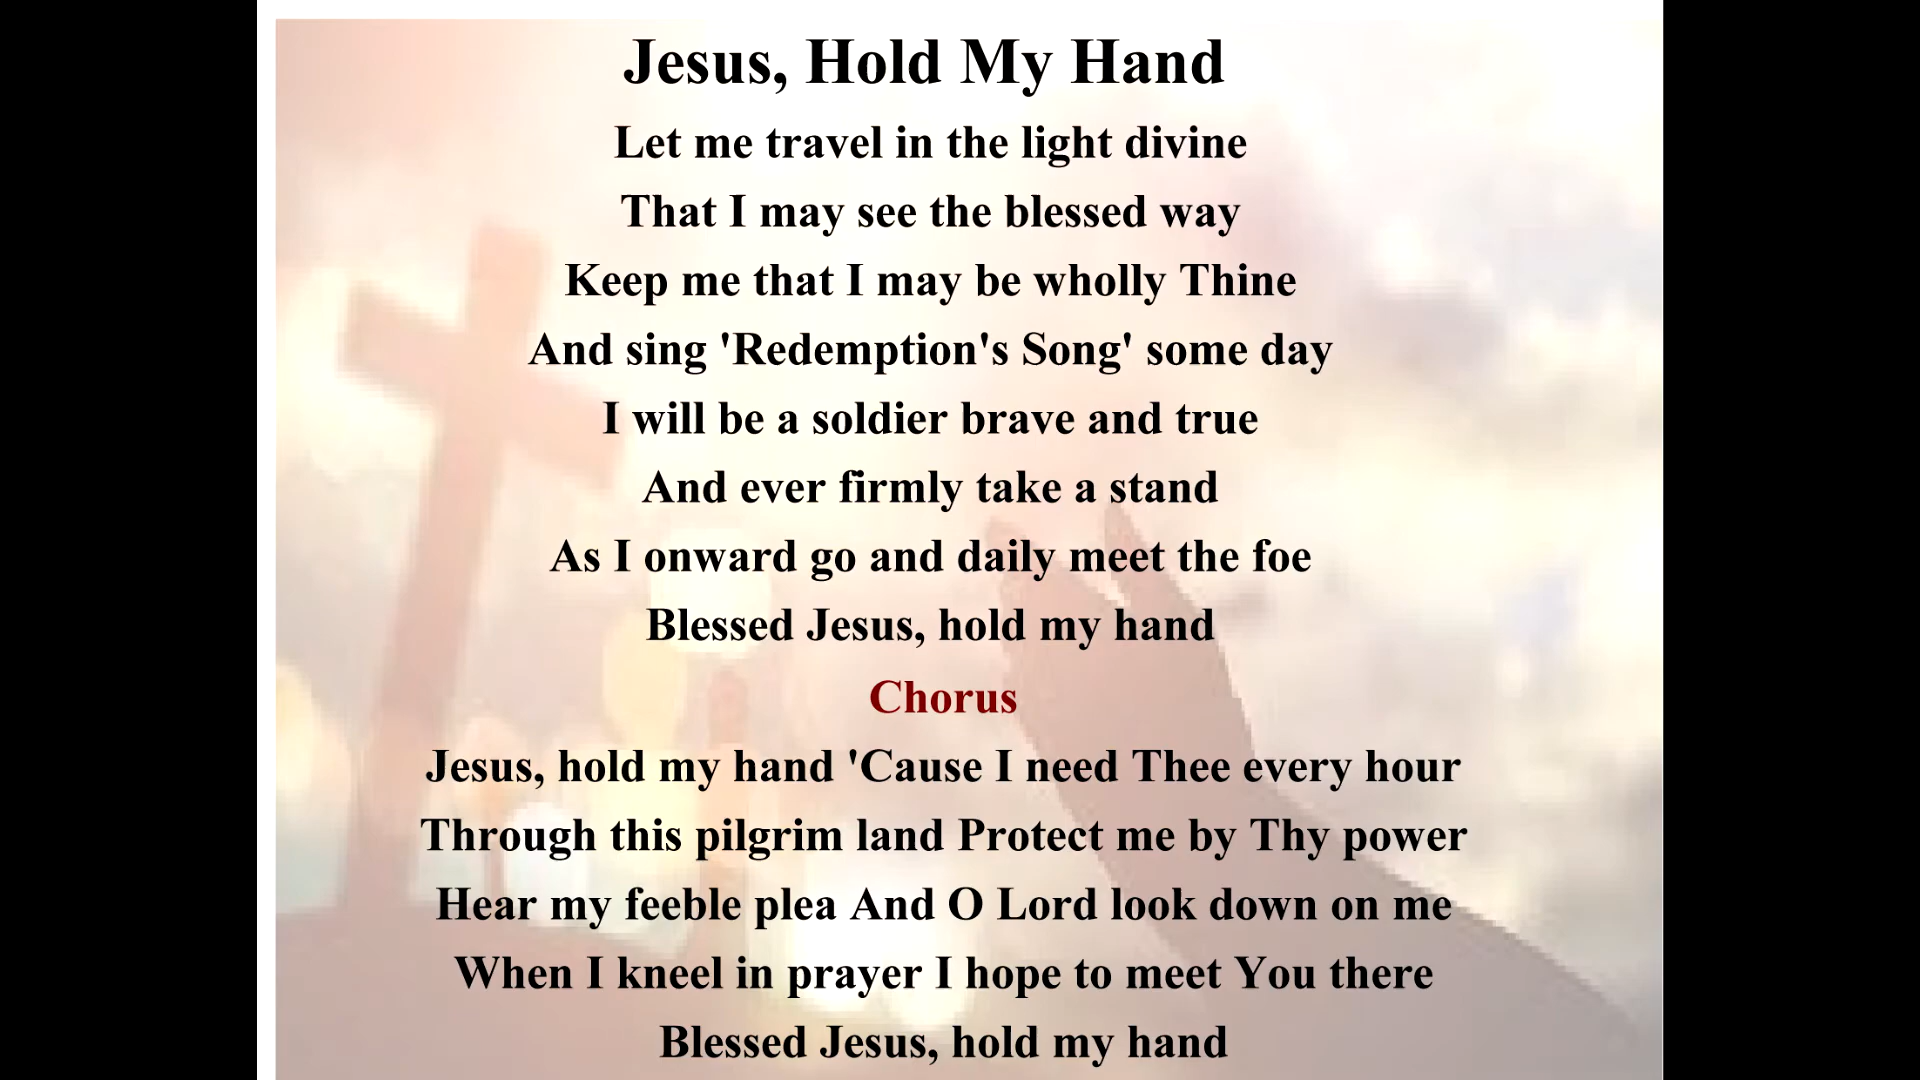 Jesus, Hold My Hand
Let me travel in the light divine
That I may see the blessed way
Keep me that I may be wholly Thine
And sing 'Redemption's Song' some day
I will be a soldier brave and true
And ever firmly take a stand
As I onward go and daily meet the foe
Blessed Jesus, hold my hand
Chorus
Jesus, hold my hand 'Cause I need Thee every hour
Through this pilgrim land Protect me by Thy power
Hear my feeble plea And O Lord look down on me
When I kneel in prayer I hope to meet You there
Blessed Jesus, hold my hand